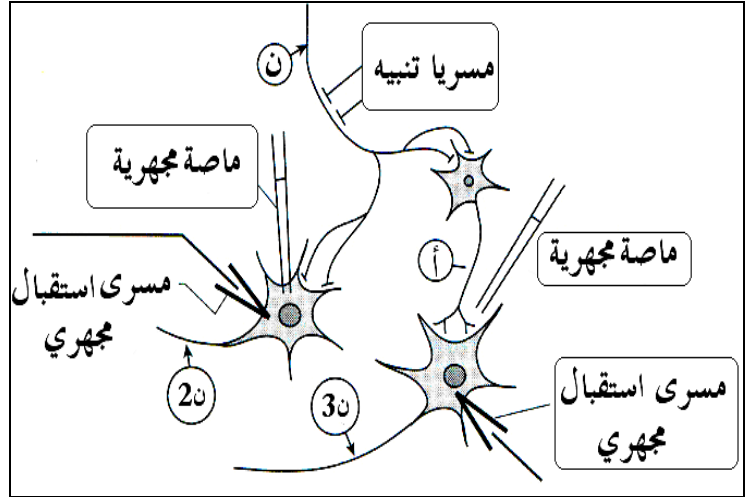 ن
مسريا تنبيه
ماصة مجهرية
ماصة مجهرية
أ
مسرى استقبال
مجهري
ن2
ن3
مسرى استقبال
مجهري